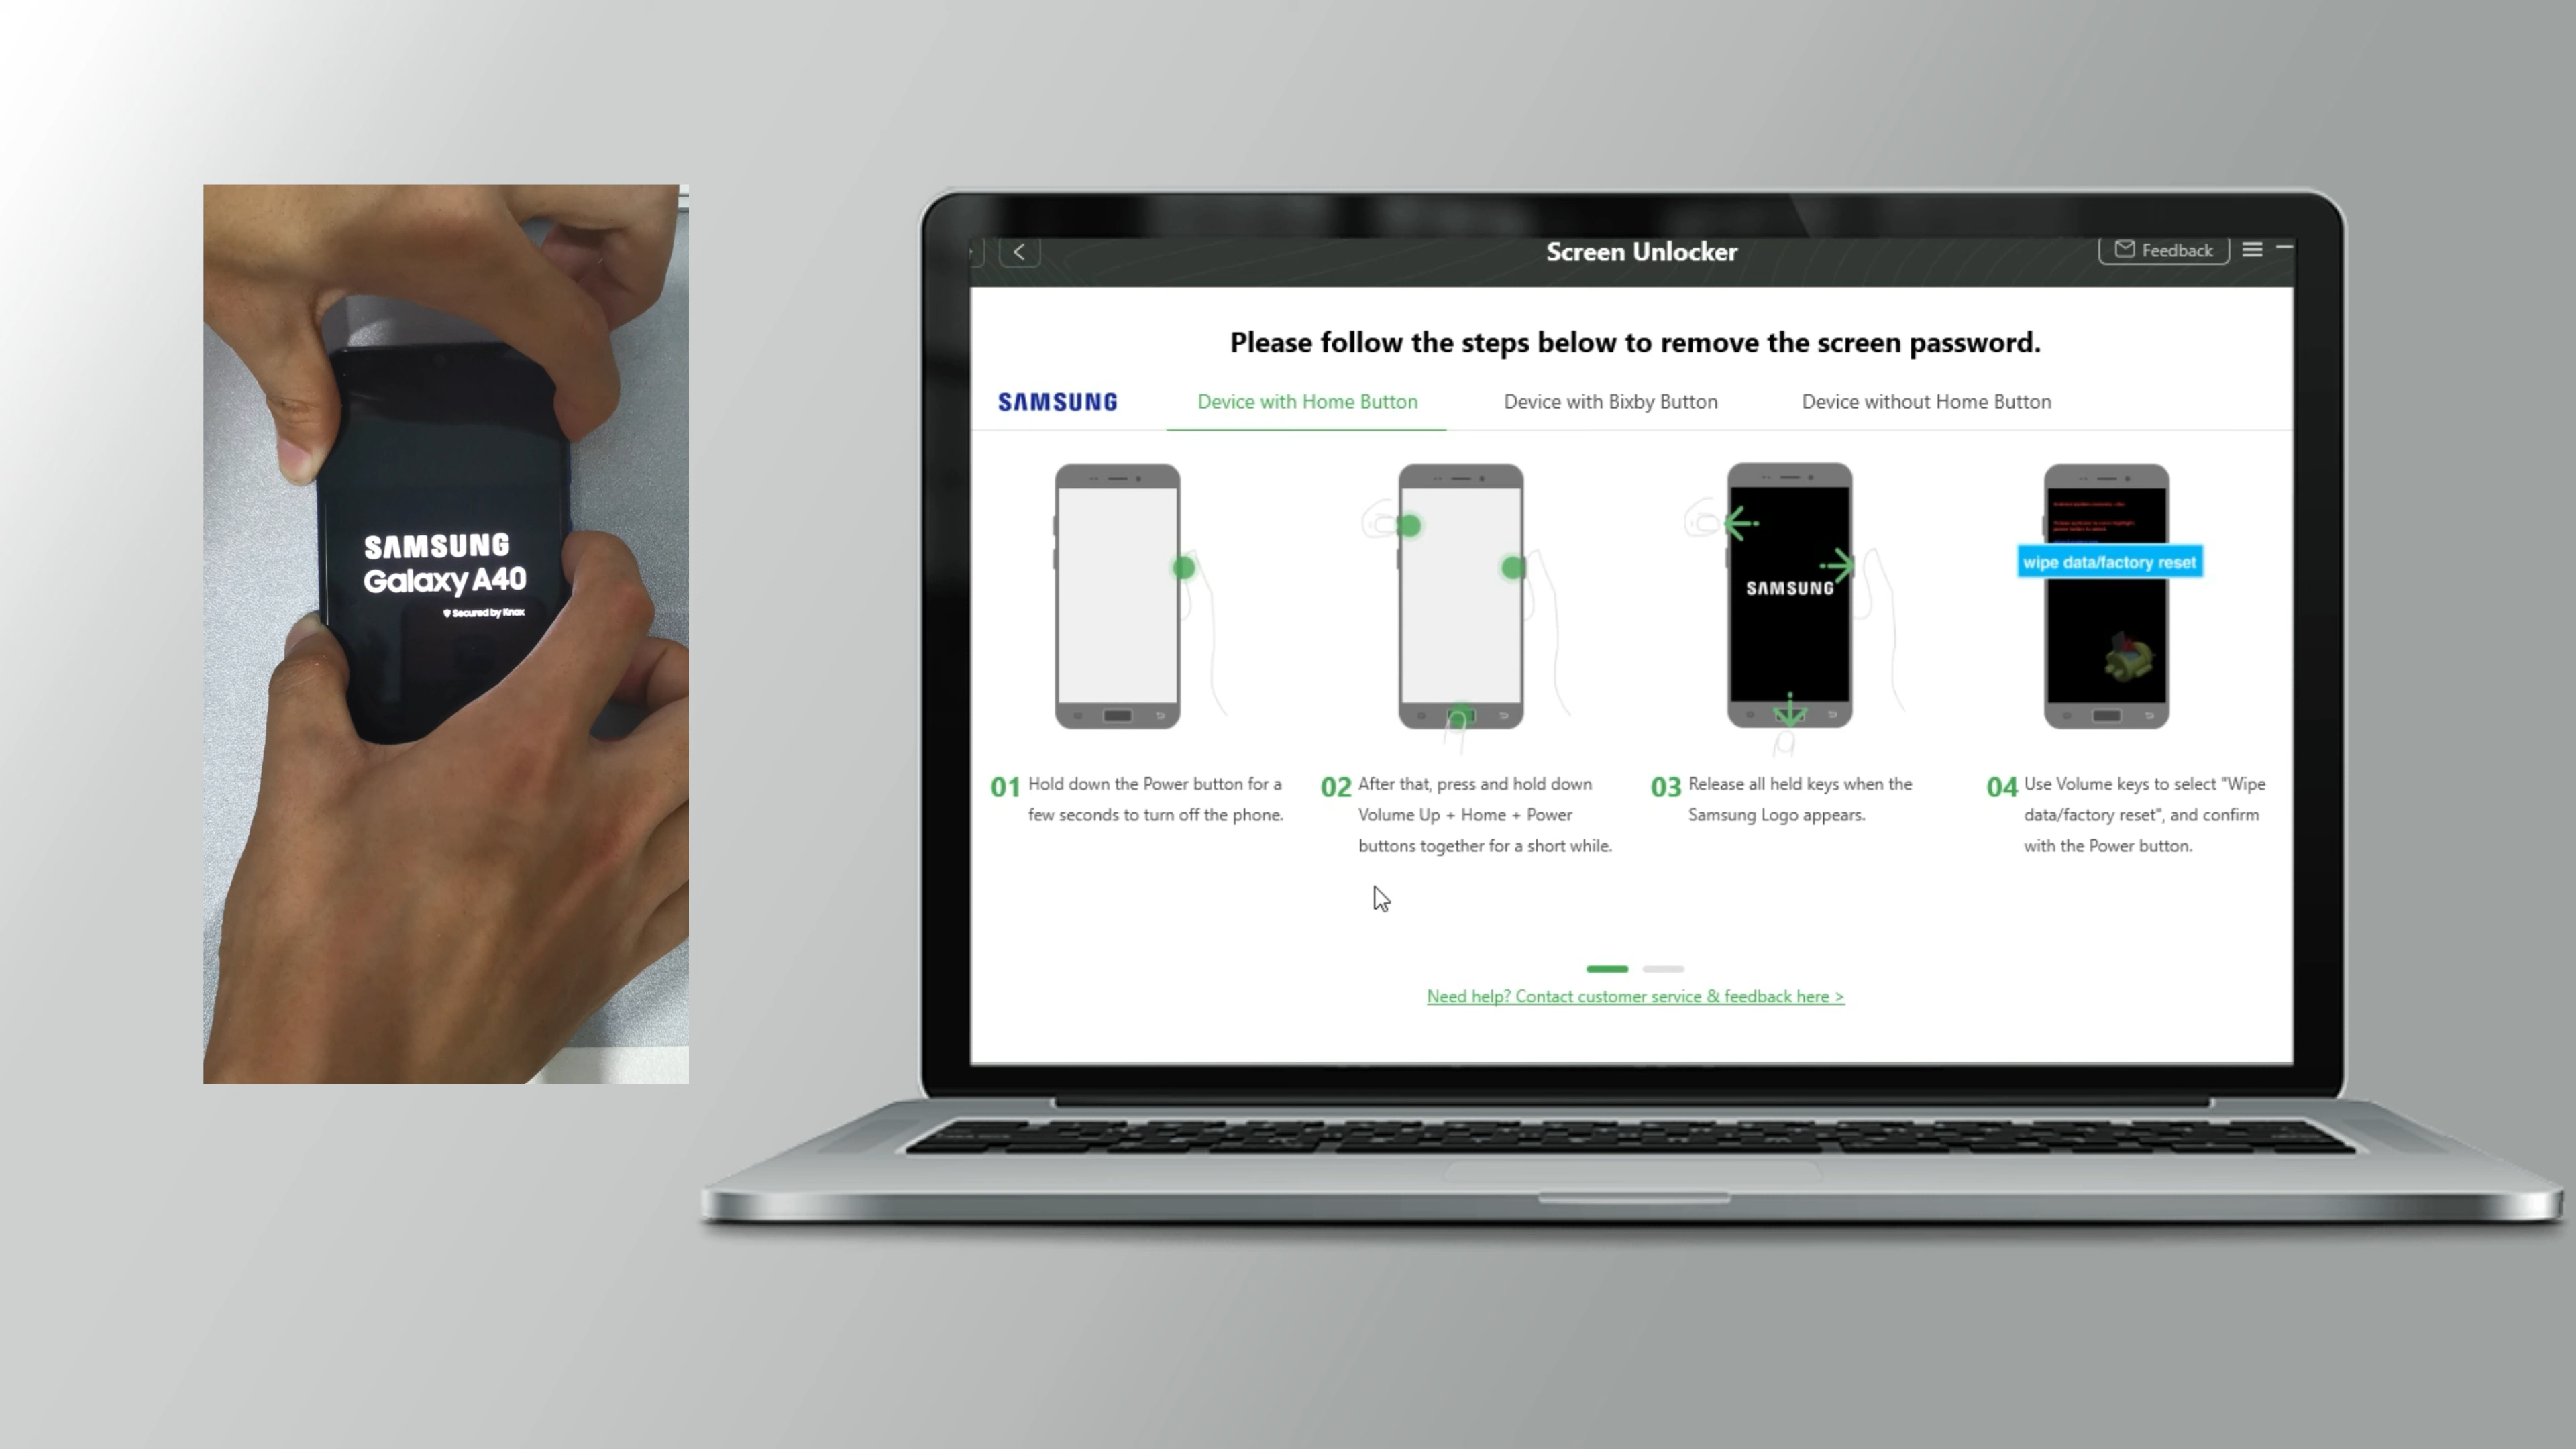 SAMSUNG
Galaxy A40
Secured by Knox
Screen Unlocker
Feedback
Please follow the steps below to remove the screen password.
SAMSUNG
Device with Home Button
Device with Bixby Button
Device without Home Button
SAMSUNG
wipe data/factory reset
01 Hold down the Power button for a
few seconds to turn off the phone.
02 After that, press and hold down
Volume Up + Home + Power
buttons together for a short while.
03 Release all held keys when the
Samsung Logo appears.
04 Use Volume keys to select "Wipe
data/factory reset", and confirm
with the Power button.
Need help? Contact customer service & feedback here >